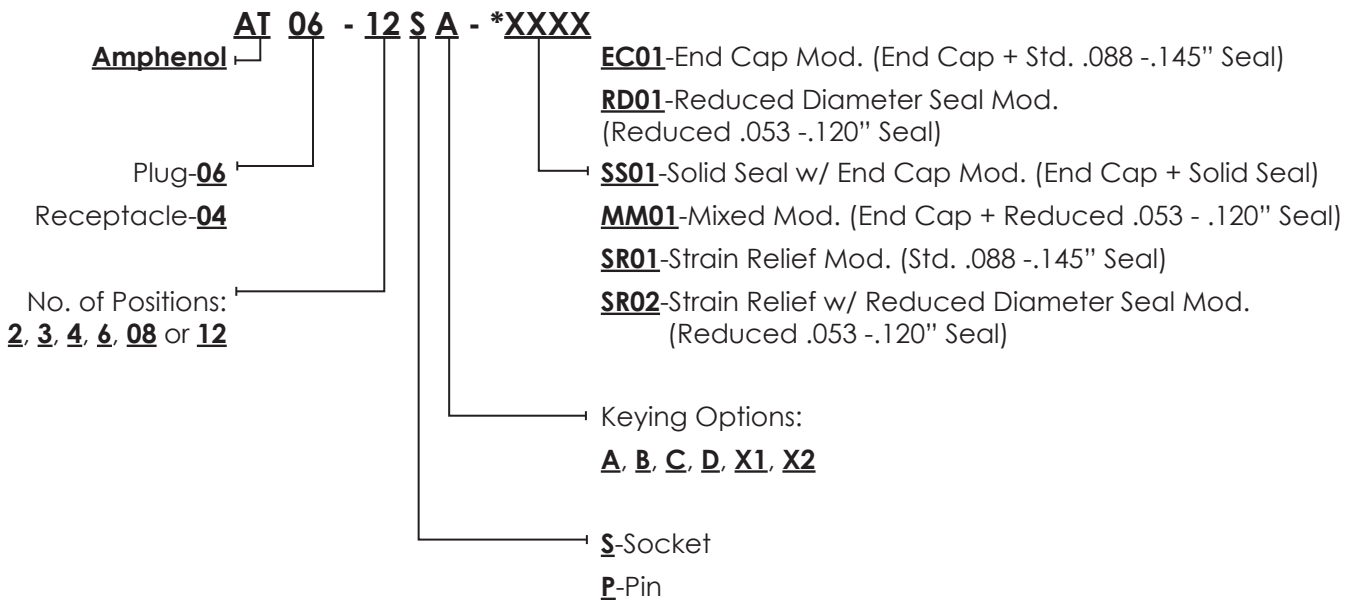 AT 06 - 12 S A - *XXXX
Amphenol
Plug-06
Receptacle-04
No. of Positions:
2, 3, 4, 6, 08 or 12
EC01-End Cap Mod. (End Cap + Std. .088 -.145” Seal)
RD01-Reduced Diameter Seal Mod.
(Reduced .053 -.120” Seal)
SS01-Solid Seal w/ End Cap Mod. (End Cap + Solid Seal)
MM01-Mixed Mod. (End Cap + Reduced .053 - .120” Seal)
SR01-Strain Relief Mod. (Std. .088 -.145” Seal)
SR02-Strain Relief w/ Reduced Diameter Seal Mod.
(Reduced .053 -.120” Seal)
Keying Options:
A, B, C, D, X1, X2
S-Socket
P-Pin